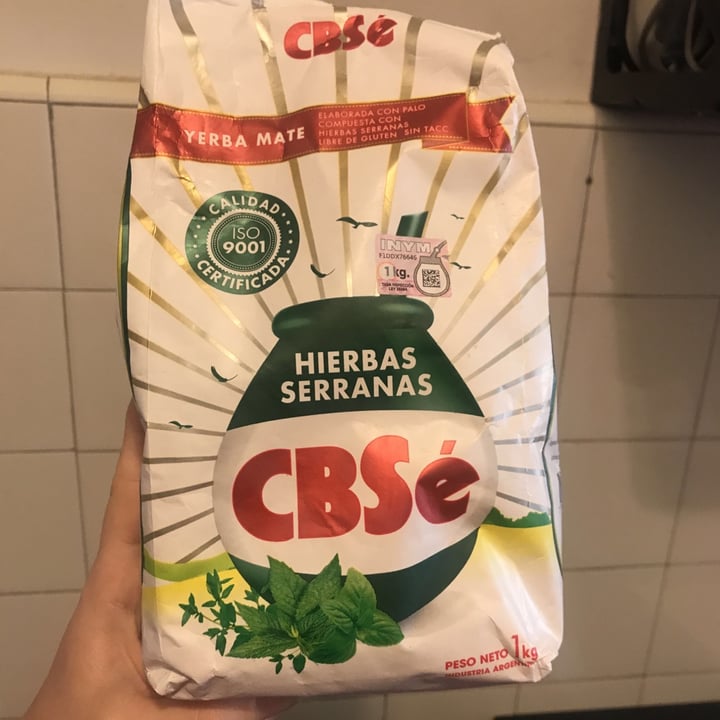 CBSé
YERBA MATE
ELABORADA CON PALO
COMPUESTA CON
HIERBAS SERRANAS
LIBRE DE GLUTEN SIN TACC
CALIDAD
ISO
9001
CERTIFICADA
INYM
1 kg.
HIERBAS
SERRANAS
CBSé
PESO NETO 1kg
INDUSTRIA